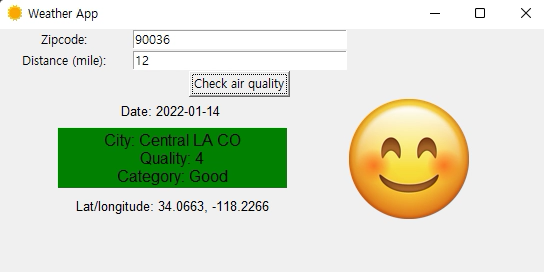 Weather App
Zipcode: 90036
Distance (mile): 12
Check air quality
Date: 2022-01-14
City: Central LA CO
Quality: 4
Category: Good
Lat/longitude: 34.0663, -118.2266